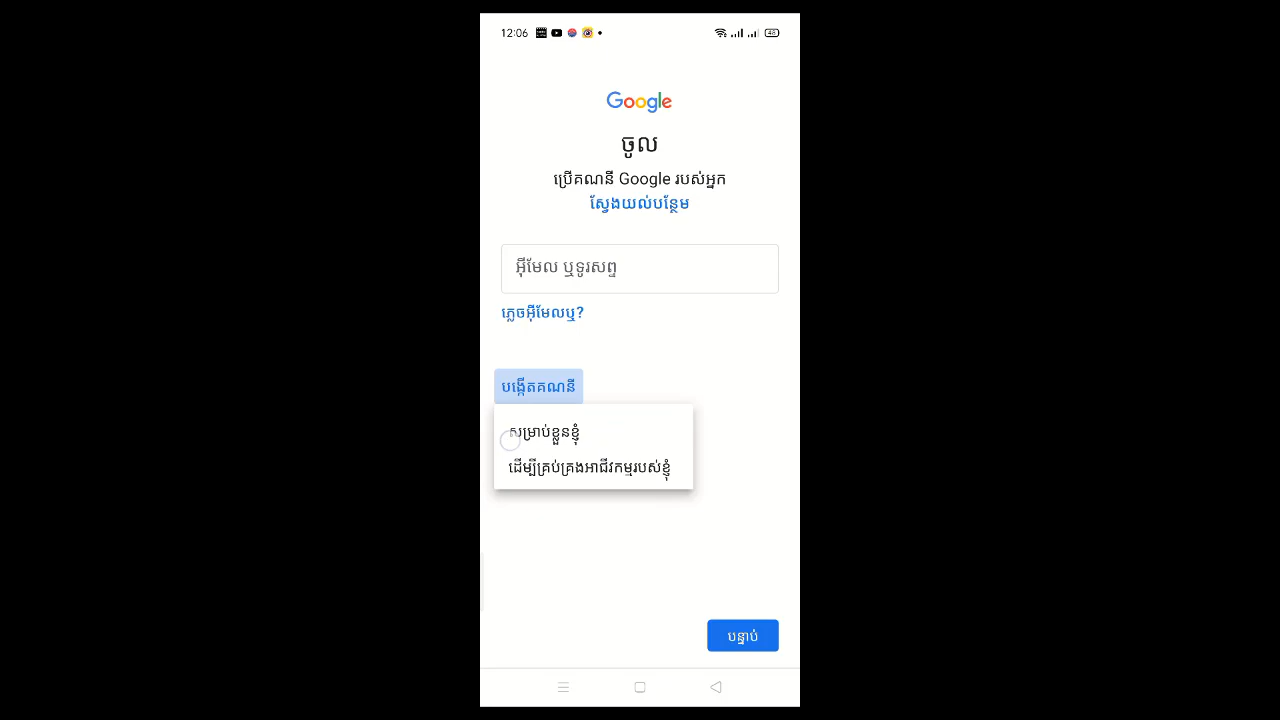 12:06
48
Google
ចូល
ប្រើគណនី Google របស់អ្នក
ស្វែងយល់បន្ថែម
អ៊ីមែល ឬទូរសព្ទ
ភ្លេចអ៊ីមែលឬ?
បង្កើតគណនី
សម្រាប់ខ្លួនខ្ញុំ
ដើម្បីគ្រប់គ្រងអាជីវកម្មរបស់ខ្ញុំ
បន្ទាប់